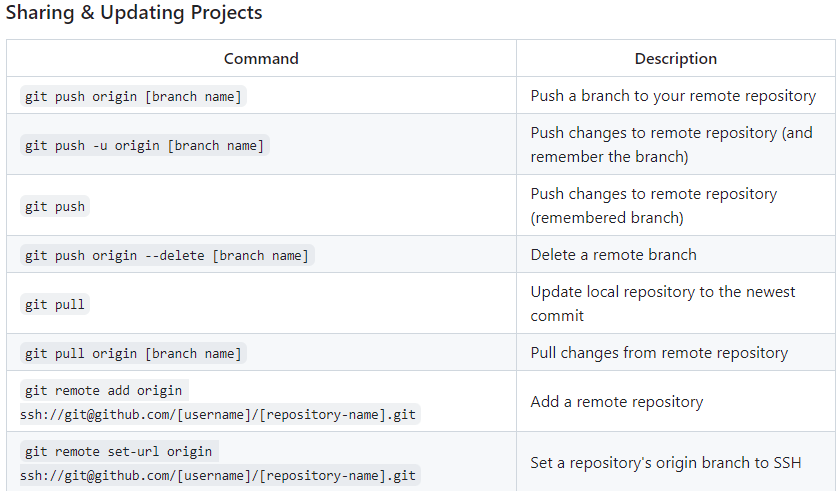 Sharing & Updating Projects
Command Description
git push origin [branch name] Push a branch to your remote repository
git push -u origin [branch name] Push changes to remote repository (and
remember the branch)
git push Push changes to remote repository
(remembered branch)
git push origin --delete [branch name] Delete a remote branch
git pull Update local repository to the newest
commit
git pull origin [branch name] Pull changes from remote repository
git remote add origin
ssh://git@github.com/[username]/[repository-name].git Add a remote repository
git remote set-url origin
ssh://git@github.com/[username]/[repository-name].git Set a repository's origin branch to SSH